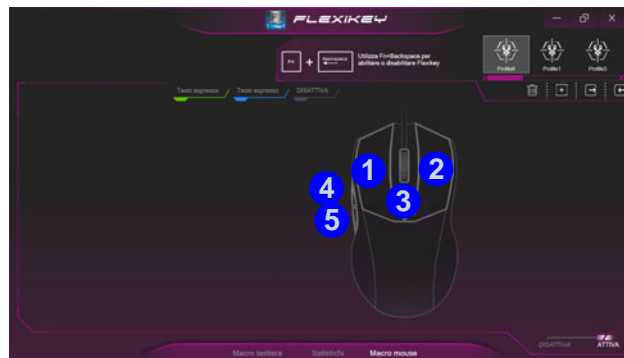 FLEXIKEY
Fn + Backspace
Utilizza Fn+Backspace per
abilitare o disabilitare Flexikey
Profile0 Profile1 Profile2
Tasto espresso Testo espresso DISATTIVA
1 2
4 3
5
DISATTIVA ATTIVA
Macro tastiera Statistiche Macro mouse